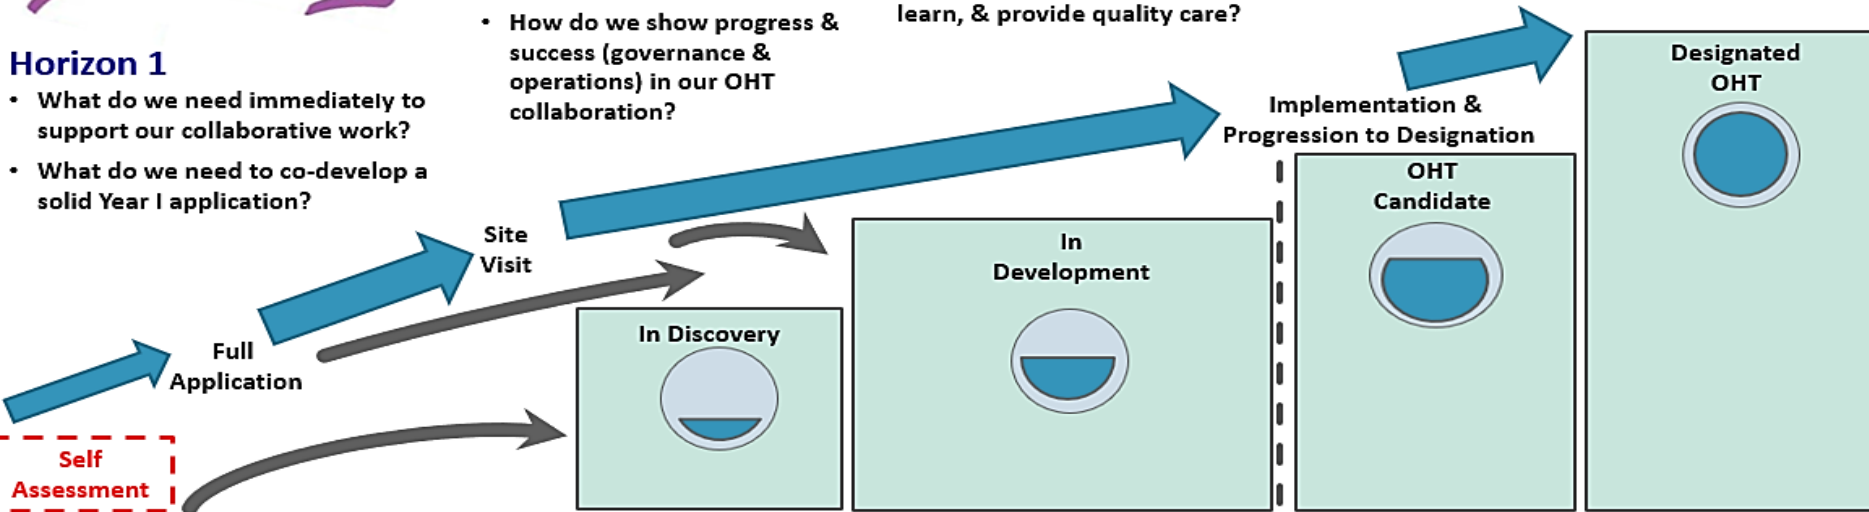 Horizon 1
• What do we need immediately to
support our collaborative work?
• What do we need to co-develop a
solid Year I application?
• How do we show progress &
success (governance &
operations) in our OHT
collaboration?
learn, & provide quality care?
Self
Assessment
Full
Application
Site
Visit
Implementation &
Progression to Designation
In Discovery
In
Development
OHT
Candidate
Designated
OHT